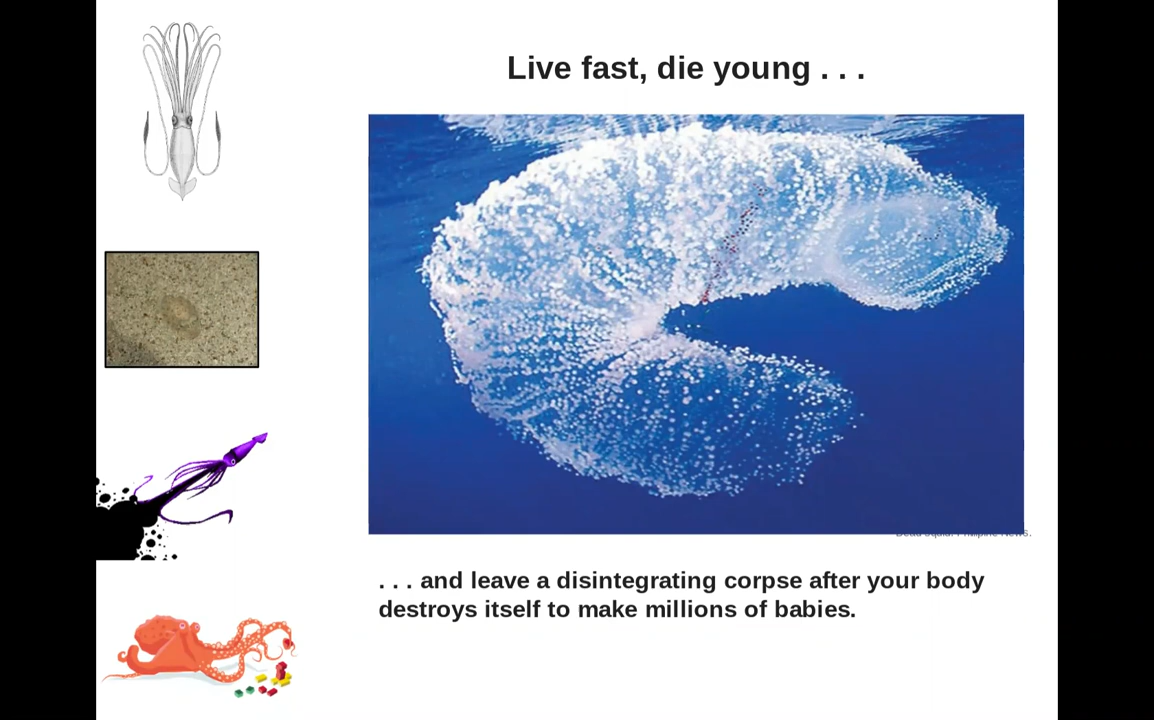 Live fast, die young . . .
. . . and leave a disintegrating corpse after your body
destroys itself to make millions of babies.